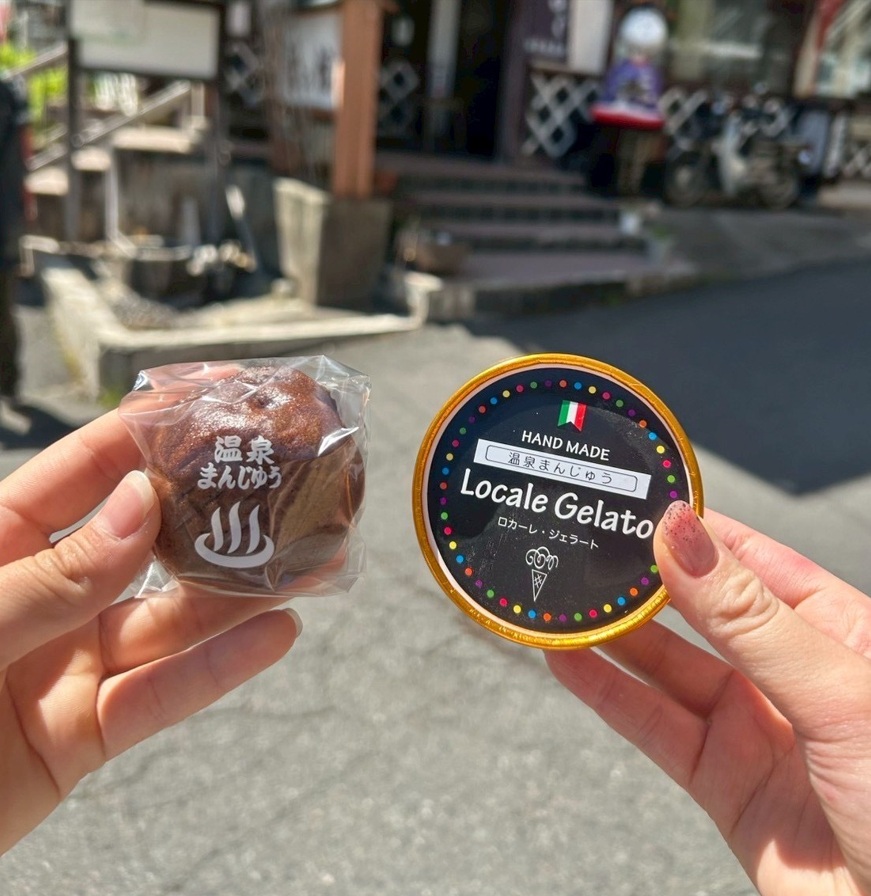 温泉
まんじゅう
HAND MADE
温泉まんじゅう
Locale Gelato
ロカーレ・ジェラート